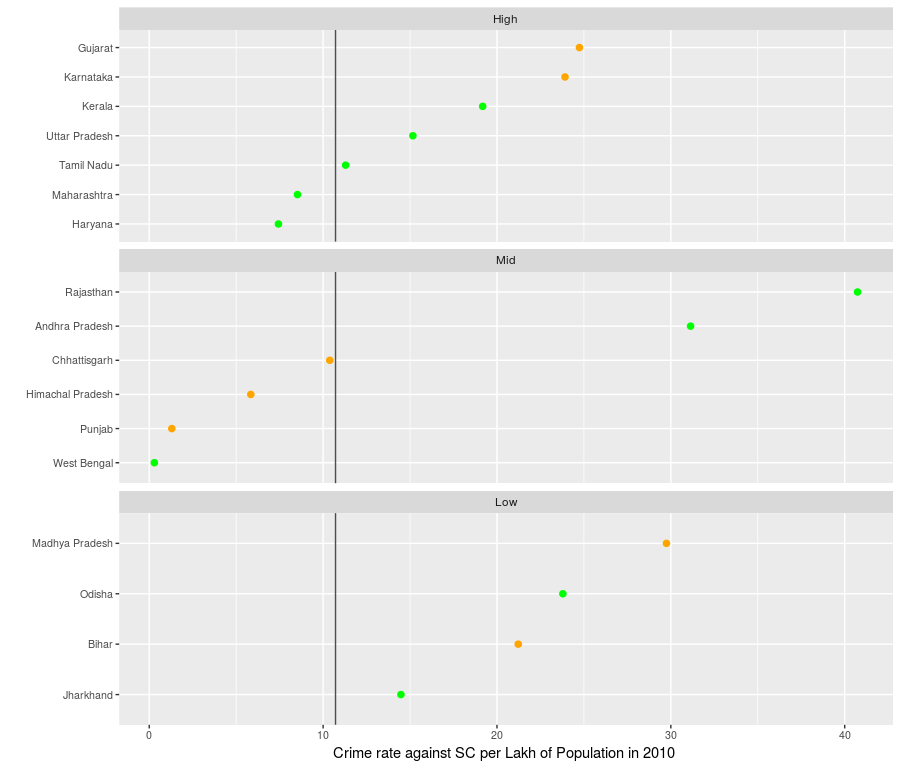 High
Gujarat
Karnataka
Kerala
Uttar Pradesh
Tamil Nadu
Maharashtra
Haryana
Mid
Rajasthan
Andhra Pradesh
Chhattisgarh
Himachal Pradesh
Punjab
West Bengal
Low
Madhya Pradesh
Odisha
Bihar
Jharkhand
0 10 20 30 40
Crime rate against SC per Lakh of Population in 2010